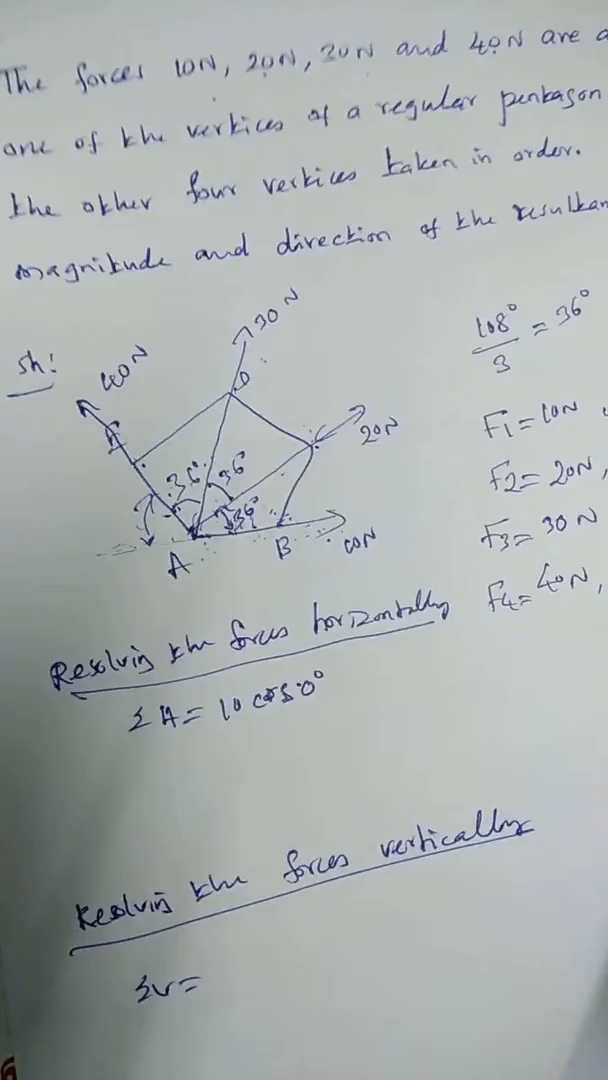 The forces 10N, 20N, 30N and 40N are a
one of the vertices of a regular pentagon
the other four vertices taken in order.
magnitude and direction of the resultan
Sh:
40N
30N
D
108°/3 = 36°
E
C
20N
F1 = 10N
36° 36°
36°
F2 = 20N,
A
B
10N
F3 = 30N
F4 = 40N,
Resolving the forces horizontally
ΣH = 10 cos 0°
Resolving the forces vertically
ΣV =